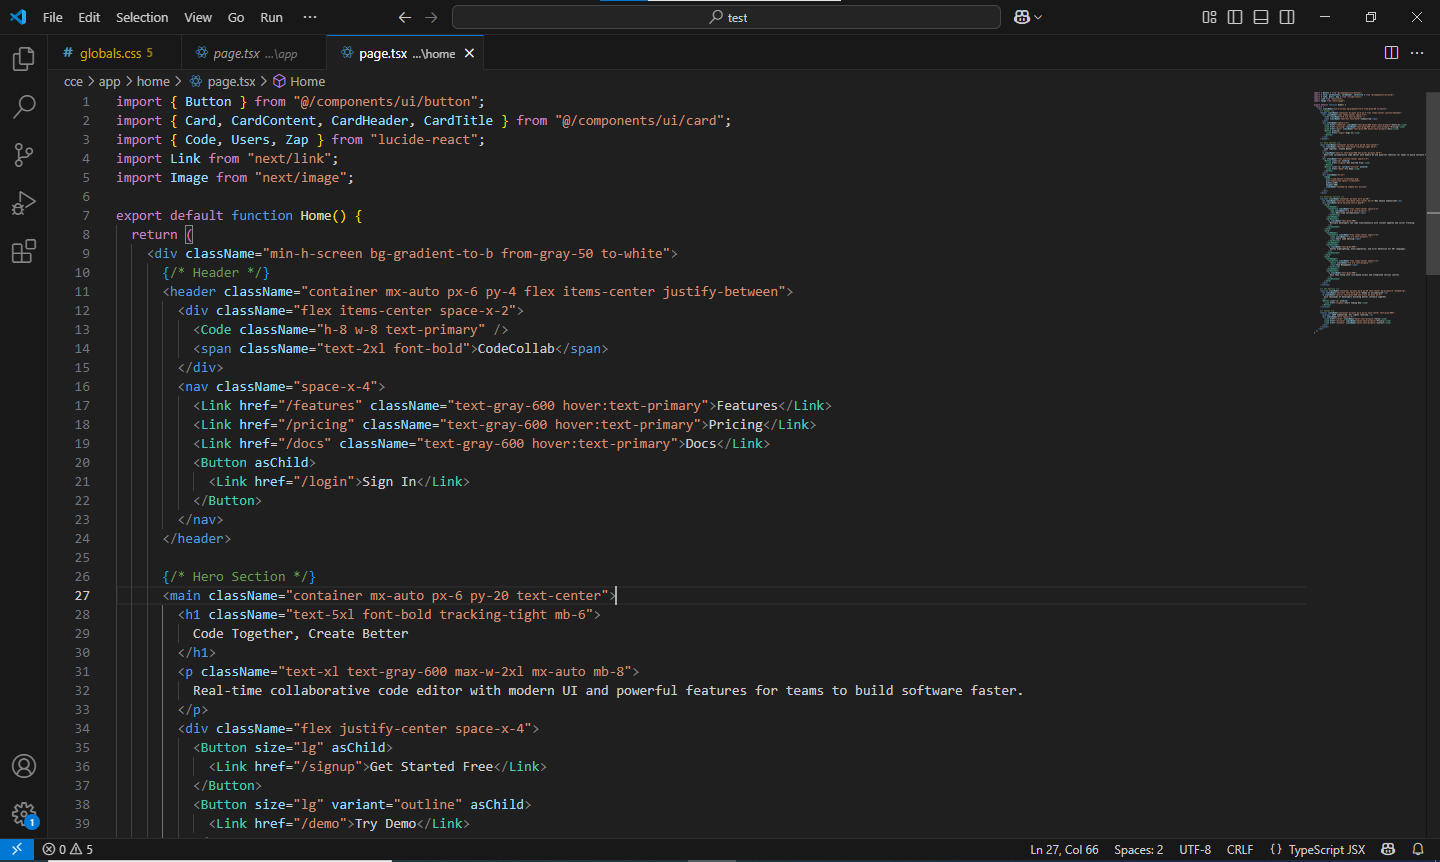 File Edit Selection View Go Run ··· test
# globals.css 5 page.tsx ...\app page.tsx ...\home
cce > app > home > page.tsx > Home
1 import { Button } from "@/components/ui/button";
2 import { Card, CardContent, CardHeader, CardTitle } from "@/components/ui/card";
3 import { Code, Users, Zap } from "lucide-react";
4 import Link from "next/link";
5 import Image from "next/image";
6
7 export default function Home() {
8 return (
9 <div className="min-h-screen bg-gradient-to-b from-gray-50 to-white">
10 {/* Header */}
11 <header className="container mx-auto px-6 py-4 flex items-center justify-between">
12 <div className="flex items-center space-x-2">
13 <Code className="h-8 w-8 text-primary" />
14 <span className="text-2xl font-bold">CodeCollab</span>
15 </div>
16 <nav className="space-x-4">
17 <Link href="/features" className="text-gray-600 hover:text-primary">Features</Link>
18 <Link href="/pricing" className="text-gray-600 hover:text-primary">Pricing</Link>
19 <Link href="/docs" className="text-gray-600 hover:text-primary">Docs</Link>
20 <Button asChild>
21 <Link href="/login">Sign In</Link>
22 </Button>
23 </nav>
24 </header>
25
26 {/* Hero Section */}
27 <main className="container mx-auto px-6 py-20 text-center">
28 <h1 className="text-5xl font-bold tracking-tight mb-6">
29 Code Together, Create Better
30 </h1>
31 <p className="text-xl text-gray-600 max-w-2xl mx-auto mb-8">
32 Real-time collaborative code editor with modern UI and powerful features for teams to build software faster.
33 </p>
34 <div className="flex justify-center space-x-4">
35 <Button size="lg" asChild>
36 <Link href="/signup">Get Started Free</Link>
37 </Button>
38 <Button size="lg" variant="outline" asChild>
39 <Link href="/demo">Try Demo</Link>
1
0 5 Ln 27, Col 66 Spaces: 2 UTF-8 CRLF {} TypeScript JSX